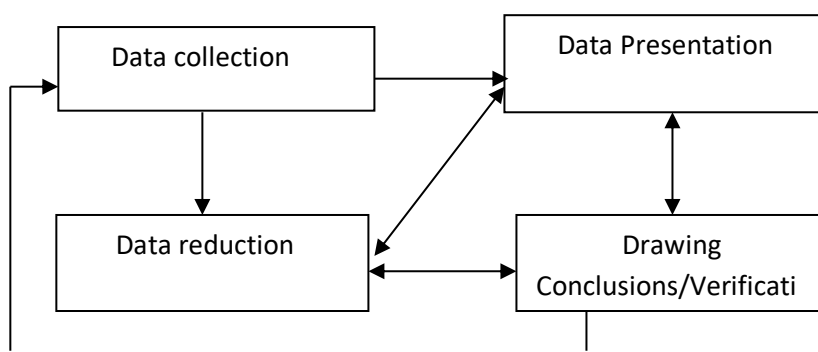 Data collection
Data Presentation
Data reduction
Drawing
Conclusions/Verificati